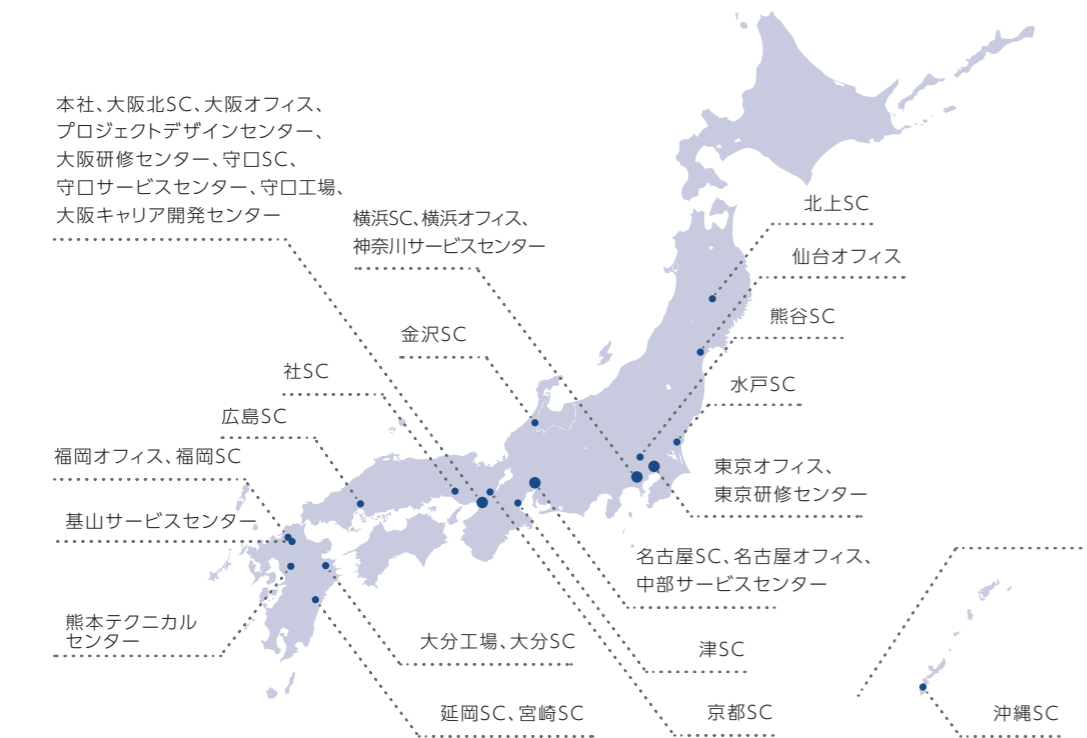 本社、大阪北SC、大阪オフィス、
プロジェクトデザインセンター、
大阪研修センター、守口SC、
守口サービスセンター、守口工場、
大阪キャリア開発センター
横浜SC、横浜オフィス、
神奈川サービスセンター
北上SC
仙台オフィス
熊谷SC
金沢SC
社SC
水戸SC
広島SC
福岡オフィス、福岡SC
東京オフィス、
東京研修センター
基山サービスセンター
名古屋SC、名古屋オフィス、
中部サービスセンター
熊本テクニカル
センター
大分工場、大分SC
津SC
延岡SC、宮崎SC
京都SC
沖縄SC